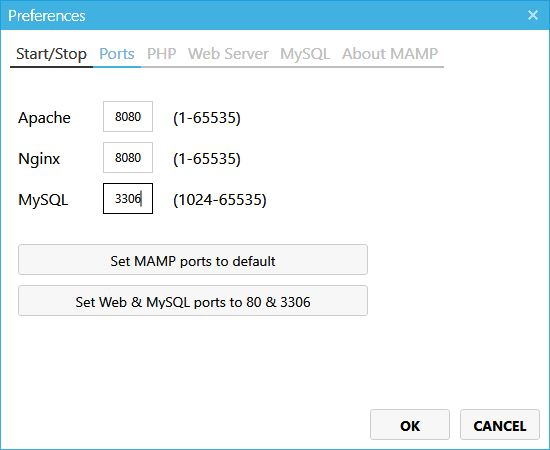 Preferences
Start/Stop Ports PHP Web Server MySQL About MAMP
Apache 8080 (1-65535)
Nginx 8080 (1-65535)
MySQL 3306 (1024-65535)
Set MAMP ports to default
Set Web & MySQL ports to 80 & 3306
OK CANCEL